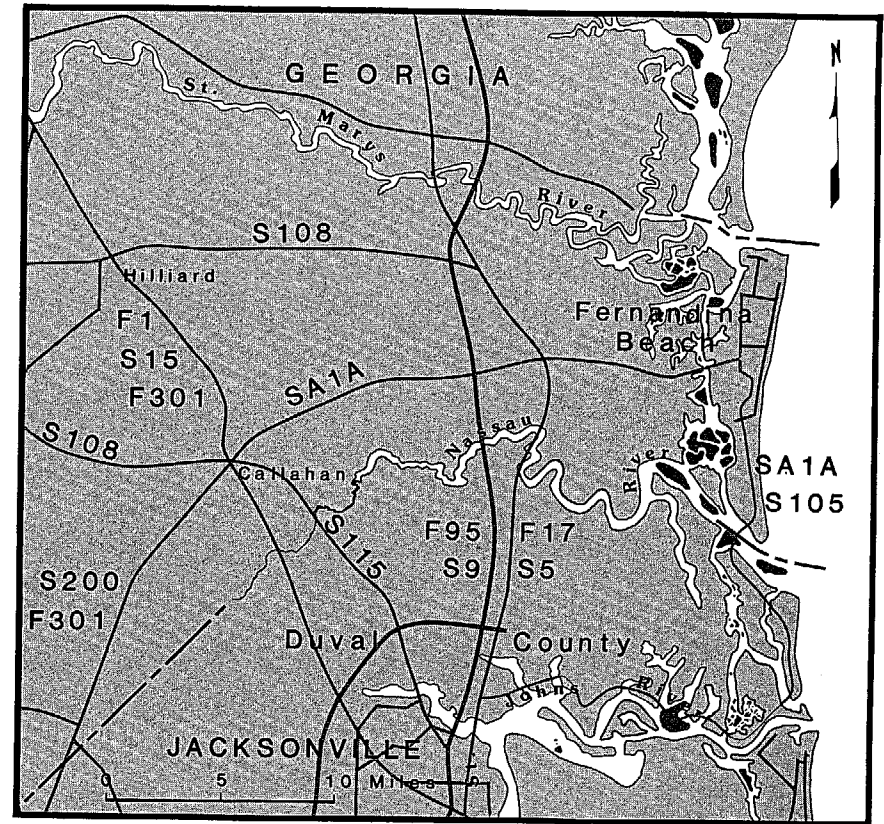 N
GEORGIA
St. Marys River
S108
Hilliard
Fernandina
Beach
F1
S15
F301
SA1A
S108
Callahan
Nassau River
SA1A
S105
S115
F95 F17
S9 S5
S200
F301
Duval County
Johns River
JACKSONVILLE
0 5 10 Miles